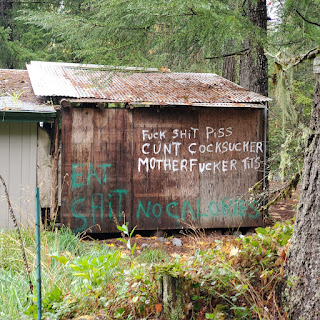 FUCK SHIT PISS
CUNT COCKSUCKER
MOTHERFUCKER TITS
EAT
SHIT NO CALORIES